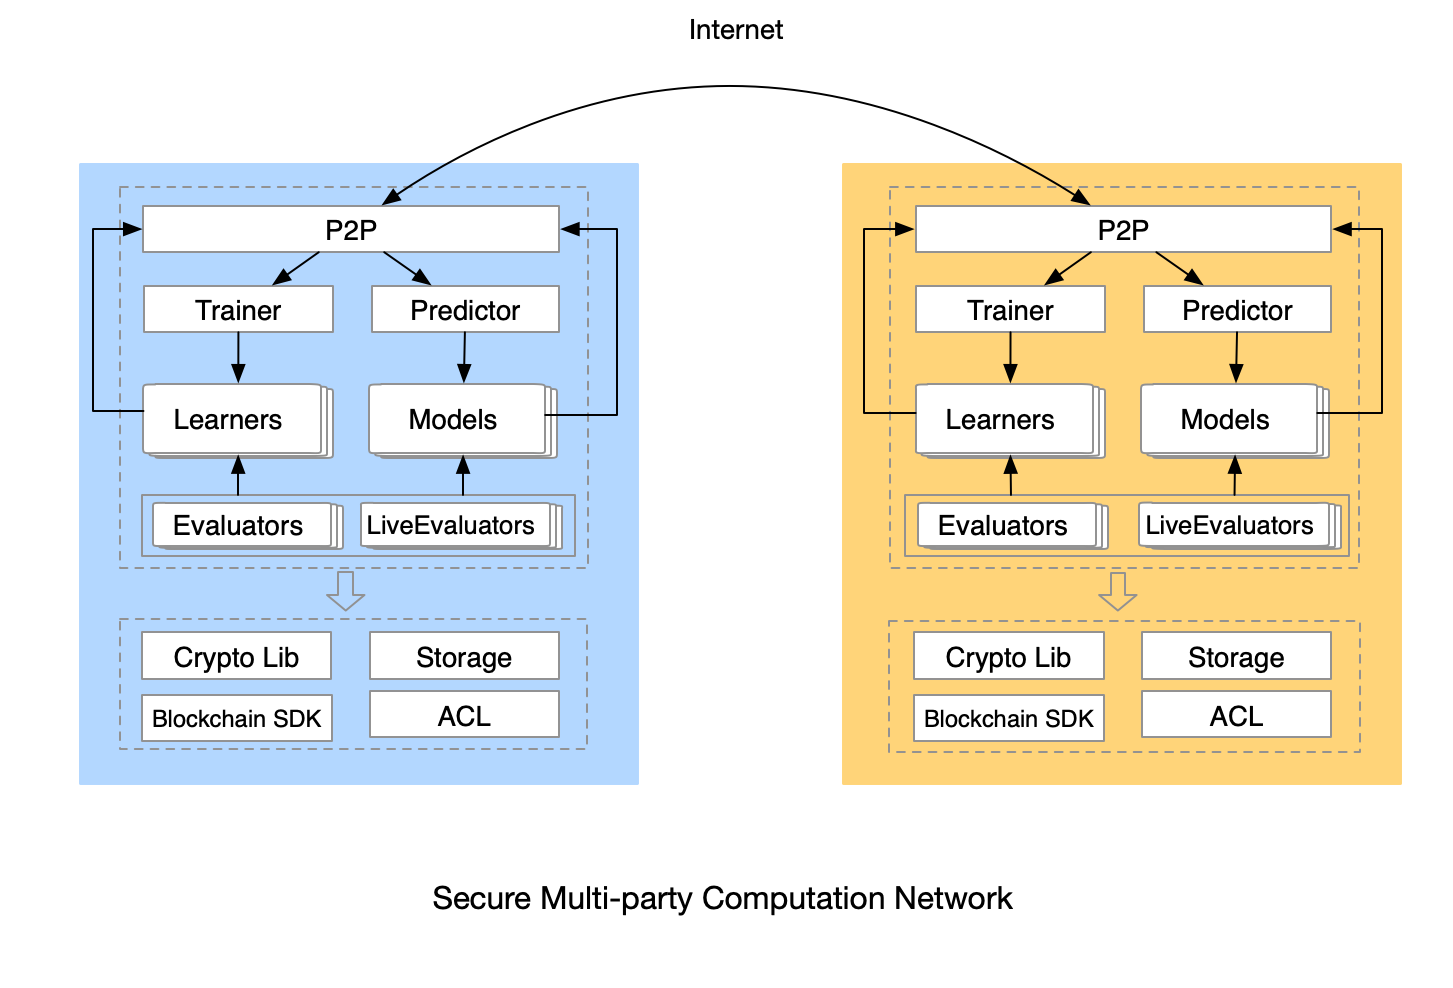 Internet
P2P
Trainer
Predictor
Learners
Models
Evaluators
LiveEvaluators
Crypto Lib
Storage
Blockchain SDK
ACL
P2P
Trainer
Predictor
Learners
Models
Evaluators
LiveEvaluators
Crypto Lib
Storage
Blockchain SDK
ACL
Secure Multi-party Computation Network